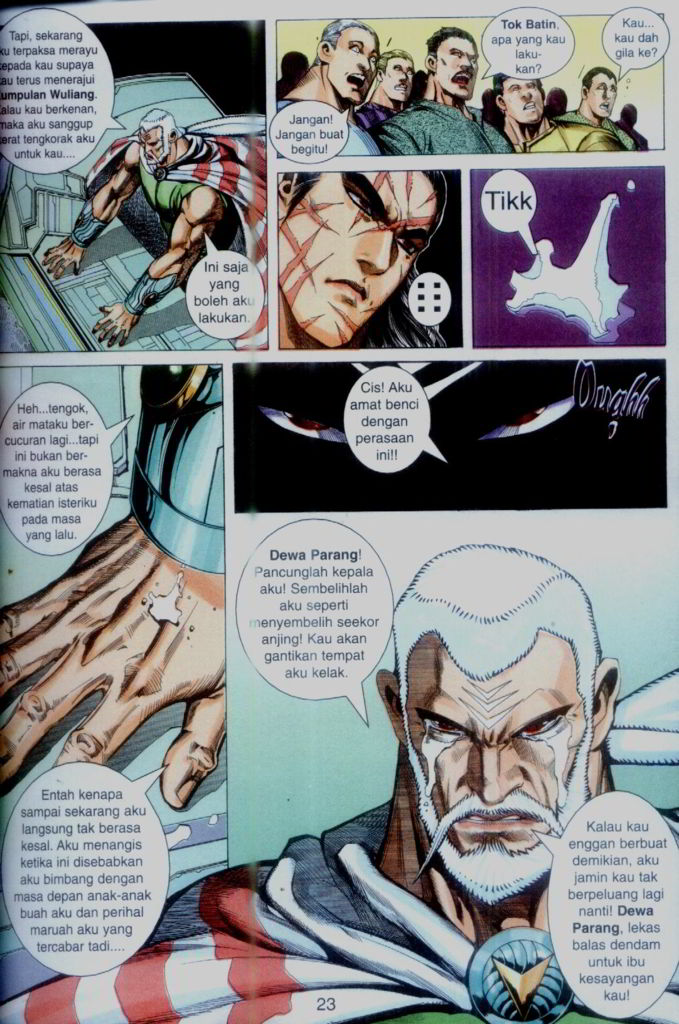 Tapi, sekarang
ku terpaksa merayu
kepada kau supaya
kau terus menerajui
Kumpulan Wuliang.
Kalau kau berkenan,
maka aku sanggup
kerat tengkorak aku
untuk kau....
Ini saja
yang
boleh aku
lakukan.
Jangan!
Jangan buat
begitu!
Tok Batin,
apa yang kau
laku-
kan?
Kau...
kau dah
gila ke?
Tikk
Heh...tengok,
air mataku ber-
cucuran lagi...tapi
ini bukan ber-
makna aku berasa
kesal atas
kematian isteriku
pada masa
yang lalu.
Cis! Aku
amat benci
dengan
perasaan
ini!!
Dewa Parang!
Pancunglah kepala
aku! Sembelihlah
aku seperti
menyembelih seekor
anjing! Kau akan
gantikan tempat
aku kelak.
Entah kenapa
sampai sekarang aku
langsung tak berasa
kesal. Aku menangis
ketika ini disebabkan
aku bimbang dengan
masa depan anak-anak
buah aku dan perihal
maruah aku yang
tercabar tadi....
Kalau kau
enggan berbuat
demikian, aku
jamin kau tak
berpeluang lagi
nanti! Dewa
Parang, lekas
balas dendam
untuk ibu
kesayangan
kau!
23